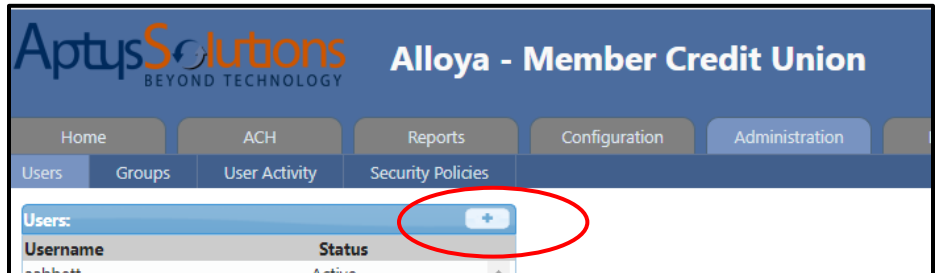 AptusSolutions
BEYOND TECHNOLOGY
Alloya - Member Credit Union
Home ACH Reports Configuration Administration
Users Groups User Activity Security Policies
Users: +
Username Status
Active